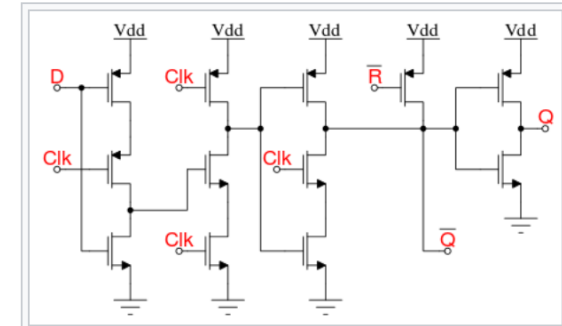 Vdd Vdd Vdd Vdd Vdd
D Clk R̅
Q
Clk Clk
Clk Q̅